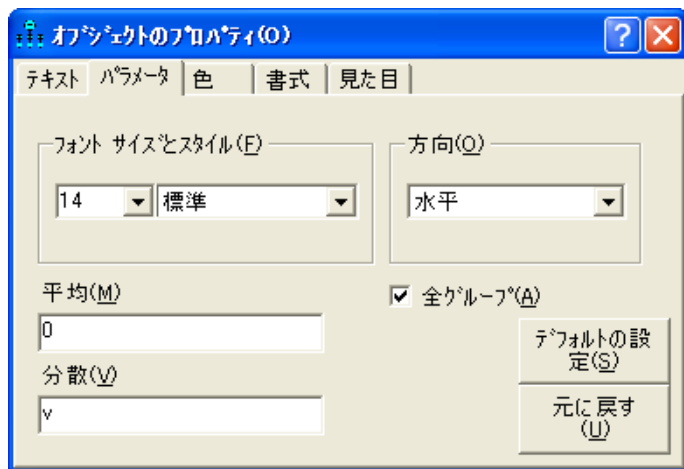 ｵﾌﾞｼﾞｪｸﾄのﾌﾟﾛﾊﾟﾃｨ(O)
ﾃｷｽﾄ ﾊﾟﾗﾒｰﾀ 色 書式 見た目
ﾌｫﾝﾄ ｻｲｽﾞとｽﾀｲﾙ(F) 方向(O)
14 標準 水平
平均(M) 全ｸﾞﾙｰﾌﾟ(A)
0
ﾃﾞﾌｫﾙﾄの設
定(S)
分散(V)
v
元に戻す
(U)